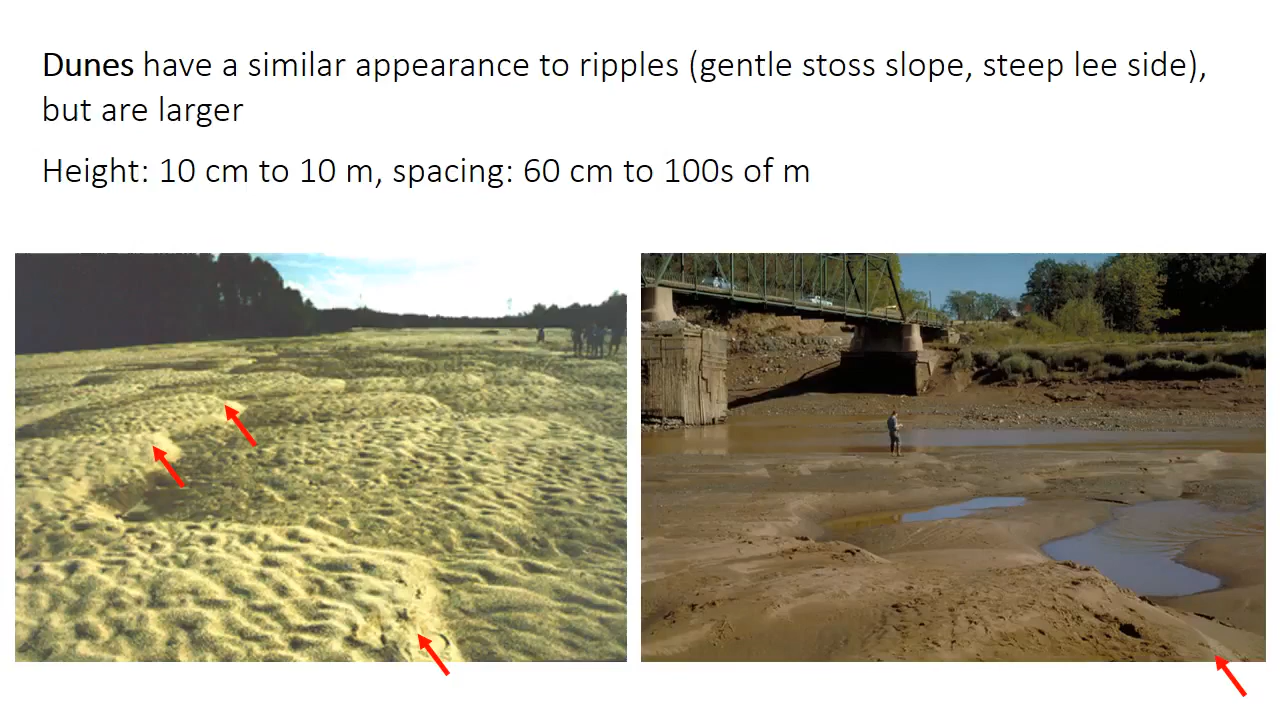 Dunes have a similar appearance to ripples (gentle stoss slope, steep lee side),
but are larger
Height: 10 cm to 10 m, spacing: 60 cm to 100s of m